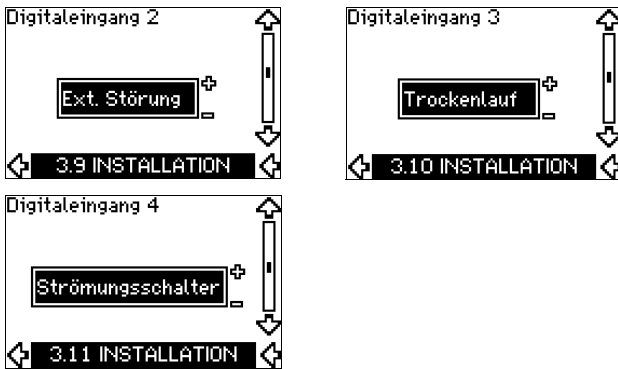 Digitaleingang 2
Ext. Störung
3.9 INSTALLATION
Digitaleingang 3
Trockenlauf
3.10 INSTALLATION
Digitaleingang 4
Strömungsschalter
3.11 INSTALLATION